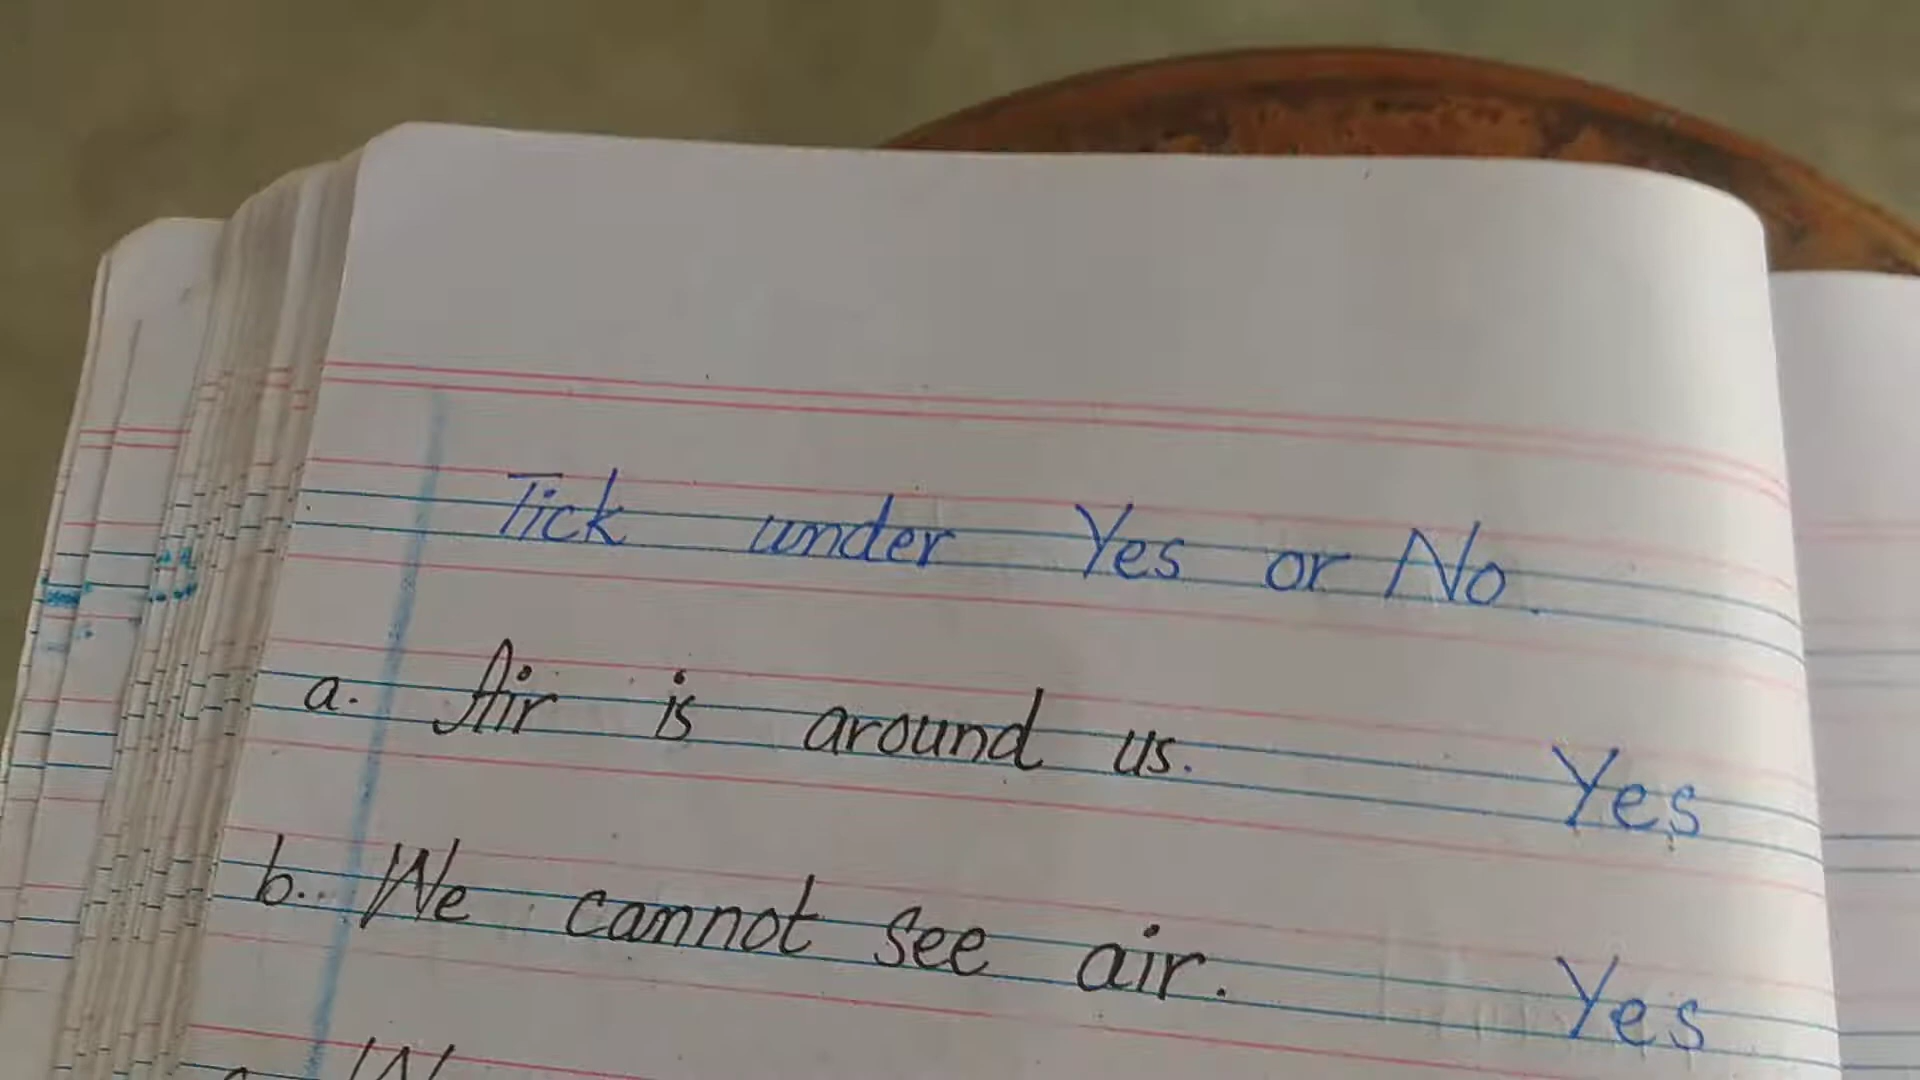 Tick under Yes or No.
a. Air is around us. Yes
b. We cannot see air. Yes